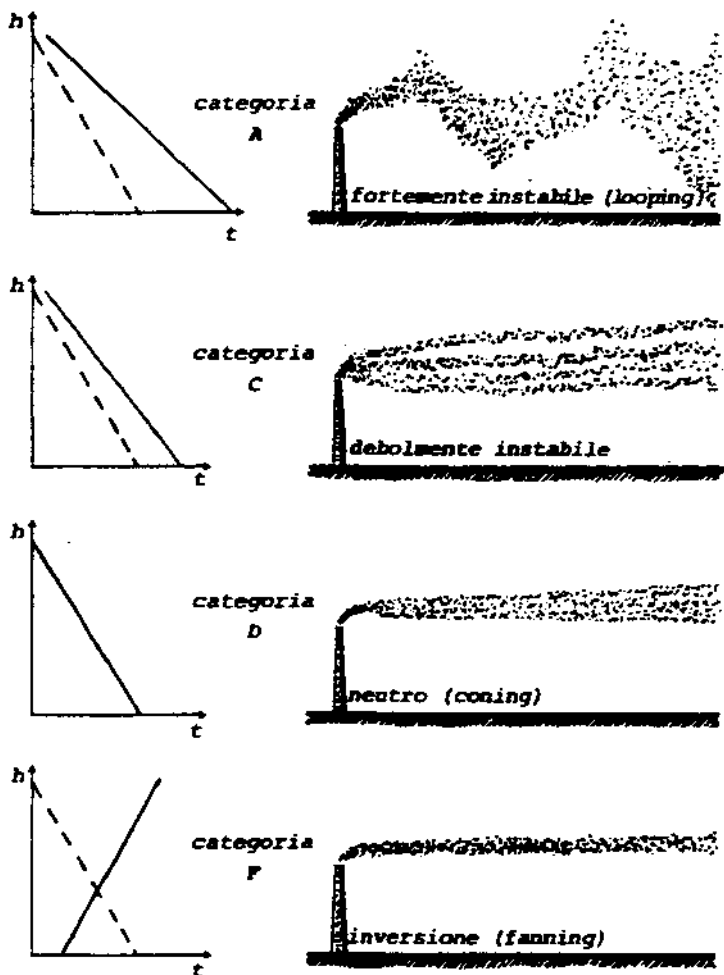 h
categoria
A
fortemente instabile (looping)
t
h
categoria
C
debolmente instabile
t
h
categoria
D
neutro (coning)
t
h
categoria
F
inversione (fanning)
t